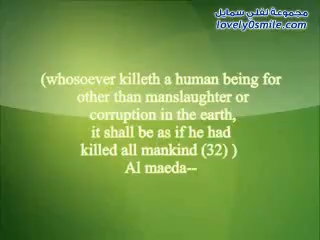 مجموعة لفلي سمايل
lovely0smile.com
(whosoever killeth a human being for
other than manslaughter or
corruption in the earth,
it shall be as if he had
killed all mankind (32) )
Al maeda--